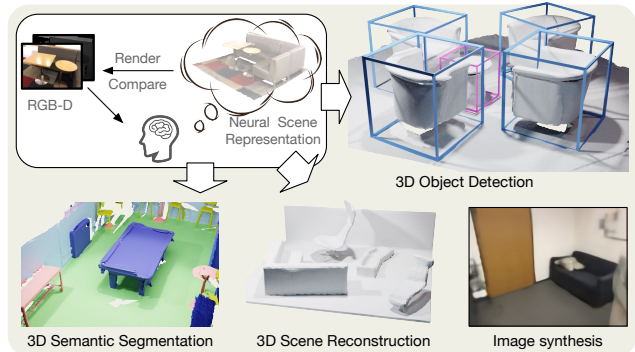 Render
Compare
RGB-D
Neural Scene
Representation
3D Object Detection
3D Semantic Segmentation
3D Scene Reconstruction
Image synthesis